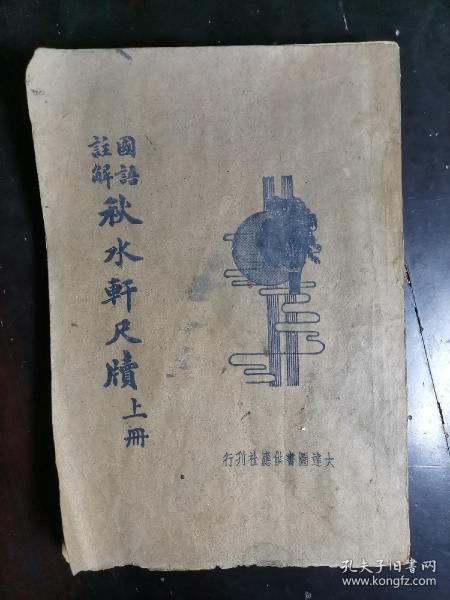 國語
註解
秋水軒尺牘上冊
大達圖書供應社刊行
孔夫子旧书网
www.kongfz.com